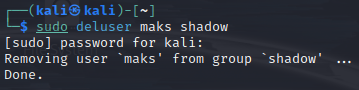 ┌──(kali㉿kali)-[~]
└─$ sudo deluser maks shadow
[sudo] password for kali:
Removing user `maks' from group `shadow' ...
Done.